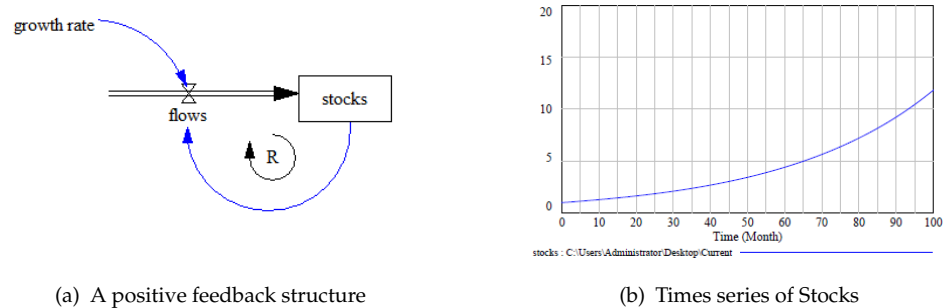 growth rate
flows
stocks
R
20
15
10
5
0
0 10 20 30 40 50 60 70 80 90 100
Time (Month)
stocks : C:\Users\Administrator\Desktop\Current
(a) A positive feedback structure
(b) Times series of Stocks